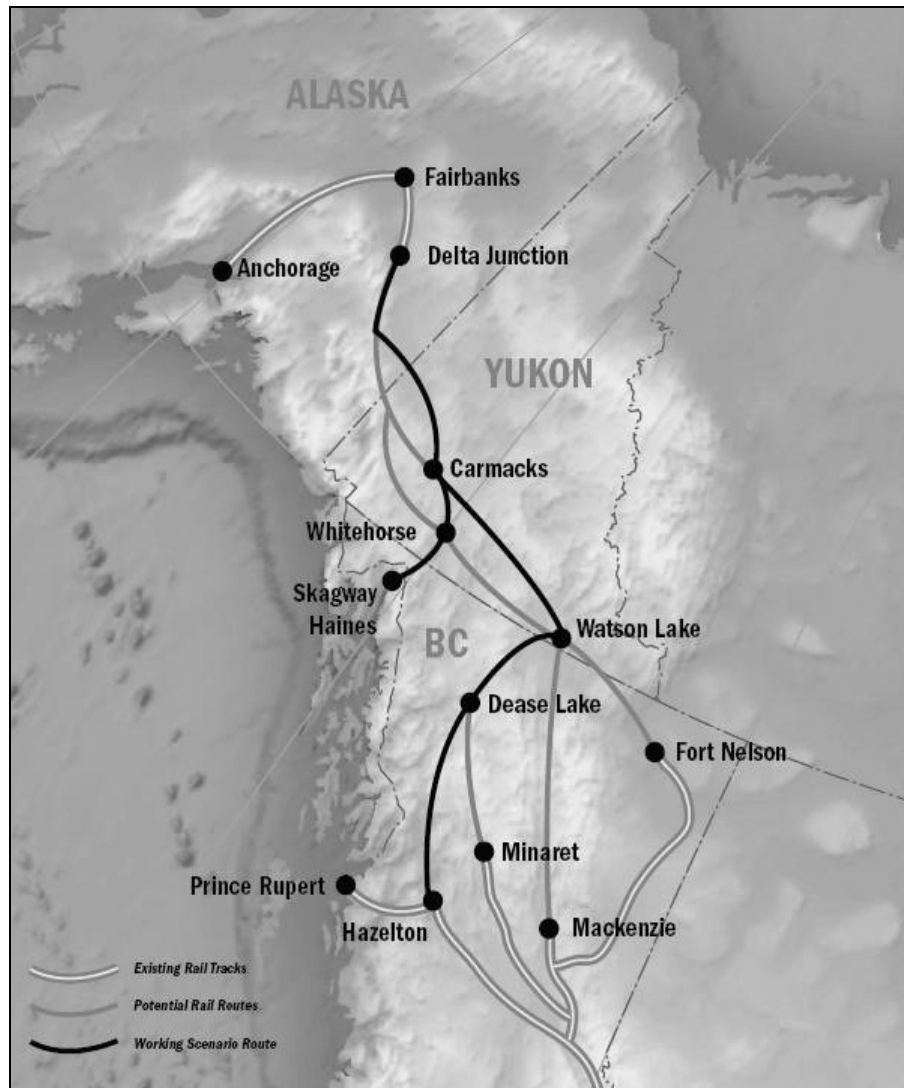 ALASKA
Fairbanks
Anchorage
Delta Junction
YUKON
Carmacks
Whitehorse
Skagway
Haines
Watson Lake
BC
Dease Lake
Fort Nelson
Minaret
Prince Rupert
Hazelton
Mackenzie
Existing Rail Tracks
Potential Rail Routes
Working Scenario Route